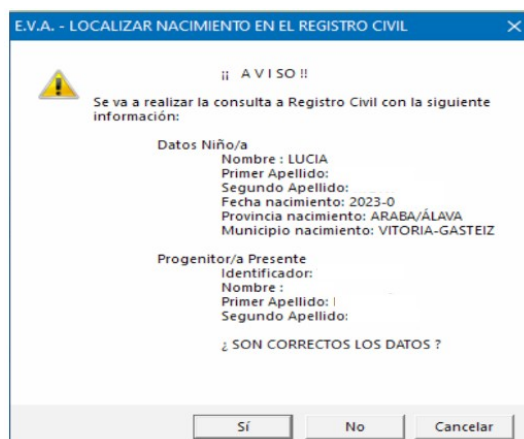 E.V.A. - LOCALIZAR NACIMIENTO EN EL REGISTRO CIVIL
¡¡ A V I S O !!
Se va a realizar la consulta a Registro Civil con la siguiente
información:
Datos Niño/a
Nombre : LUCIA
Primer Apellido:
Segundo Apellido:
Fecha nacimiento: 2023-0
Provincia nacimiento: ARABA/ÁLAVA
Municipio nacimiento: VITORIA-GASTEIZ
Progenitor/a Presente
Identificador:
Nombre :
Primer Apellido:
Segundo Apellido:
¿ SON CORRECTOS LOS DATOS ?
Sí
No
Cancelar